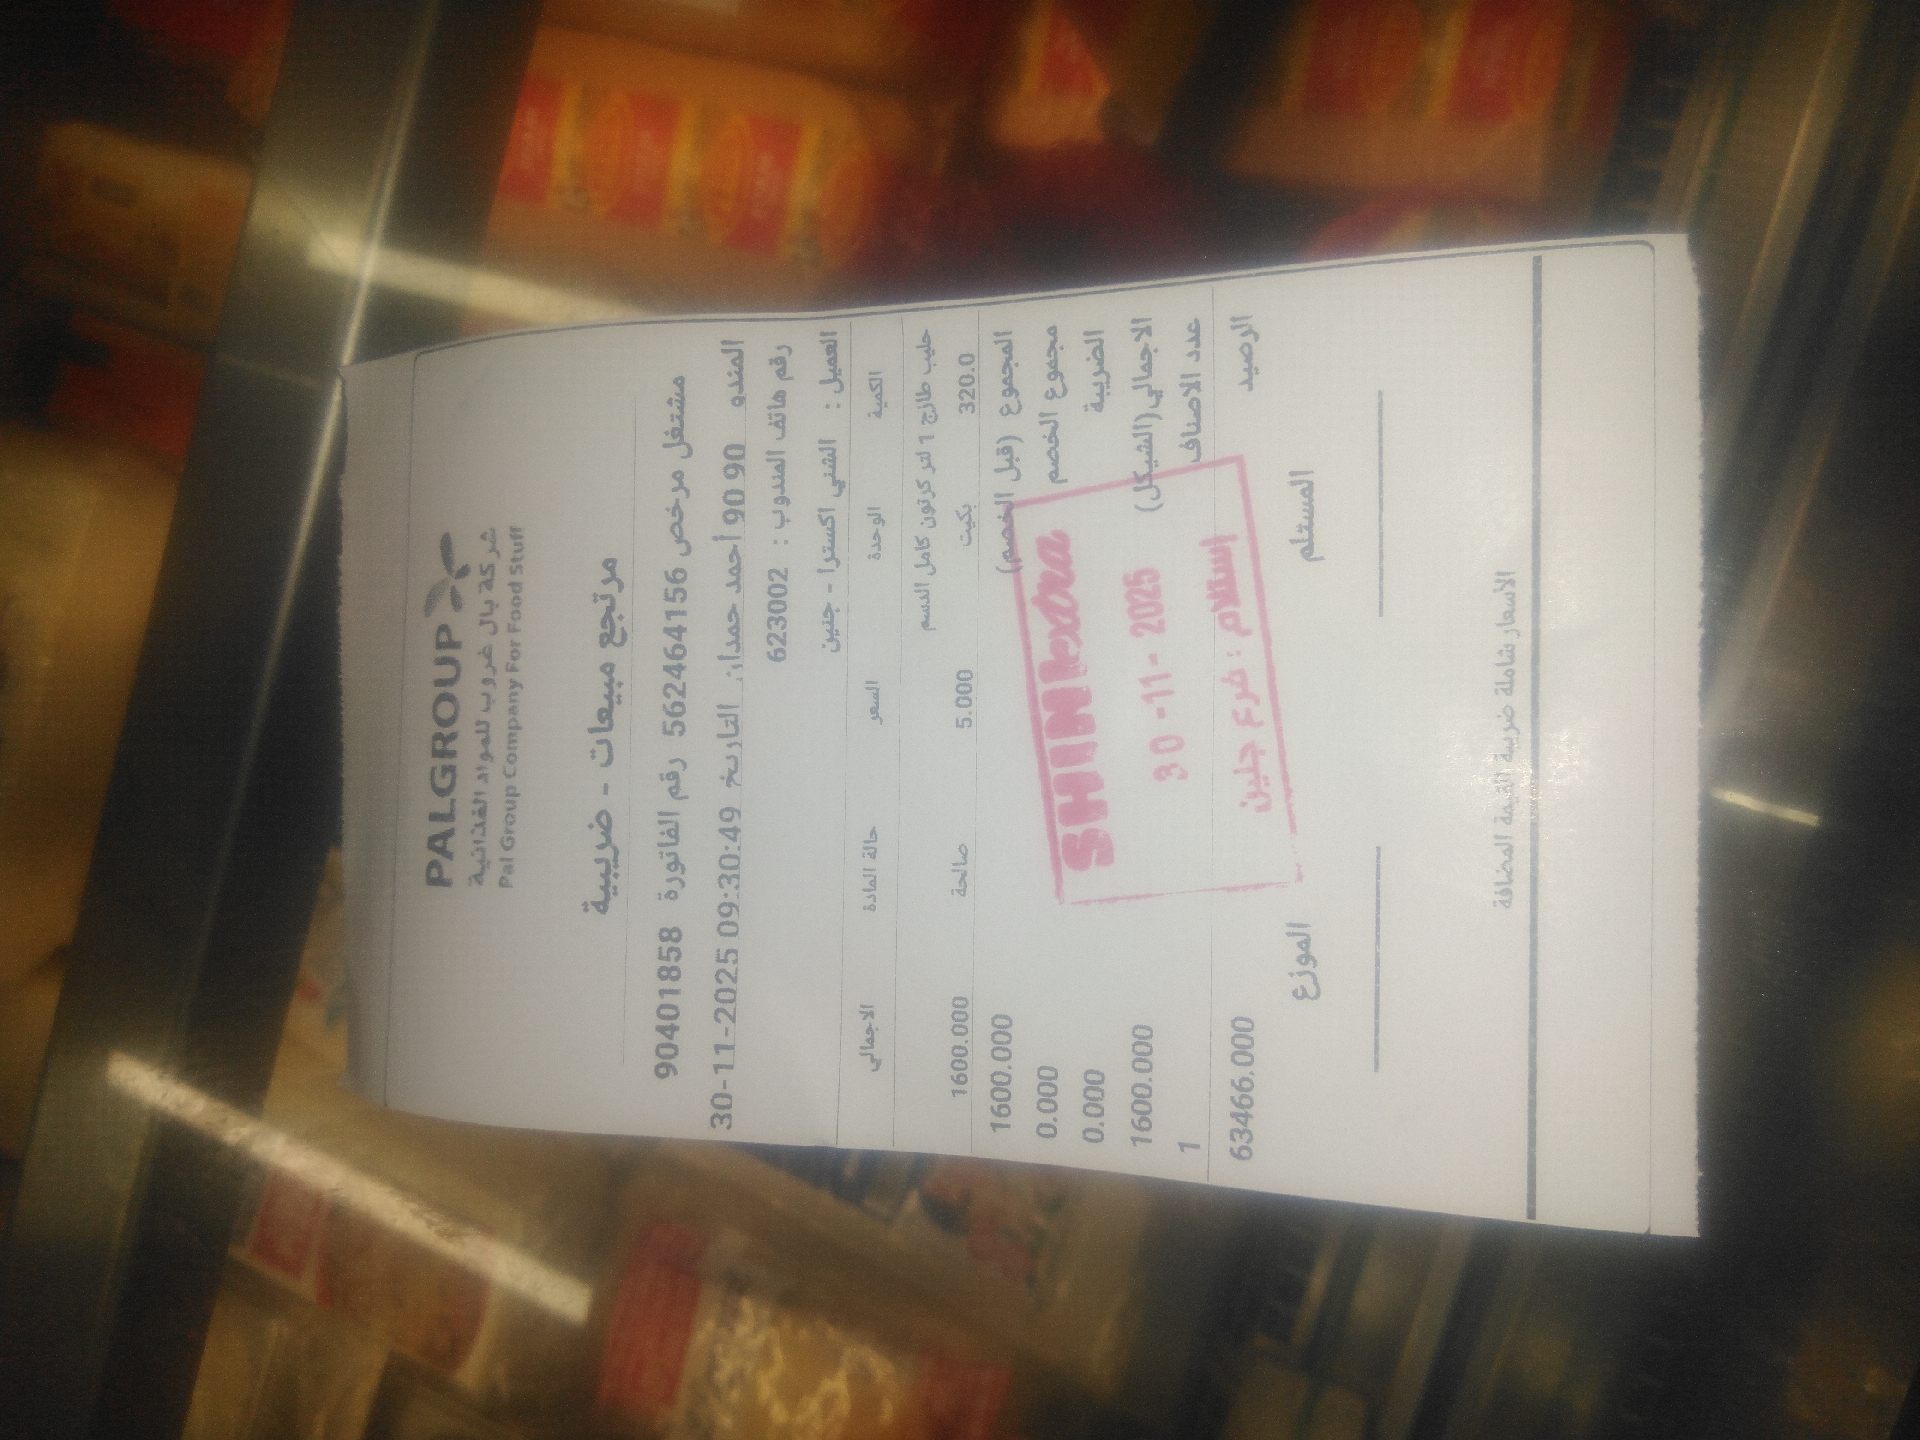 PALGROUP
شركة بال غروب للمواد الغذائية
Pal Group Company For Food Stuff
مرتجع مبيعات - ضريبية
مشتغل مرخص 562464156 رقم الفاتورة 90401858
المندو 90 90 أحمد حمدان التاريخ 30-11-2025 09:30:49
رقم هاتف المندوب : 623002
العميل : الشني اكسترا - جنين
الكمية الوحدة السعر حالة المادة الاجمالي
حليب طازج 1 لتر كرتون كامل الدسم
320.0 بكيت 5.000 صالحة 1600.000
المجموع (قبل الخصم) 1600.000
مجموع الخصم 0.000
الضريبة 0.000
الاجمالي (الشيكل) 1600.000
عدد الاصناف 1
الرصيد 63466.000
SHINI extra
30 -11- 2025
إستلام : فرع جنين
المستلم الموزع
الاسعار شاملة ضريبة القيمة المضافة